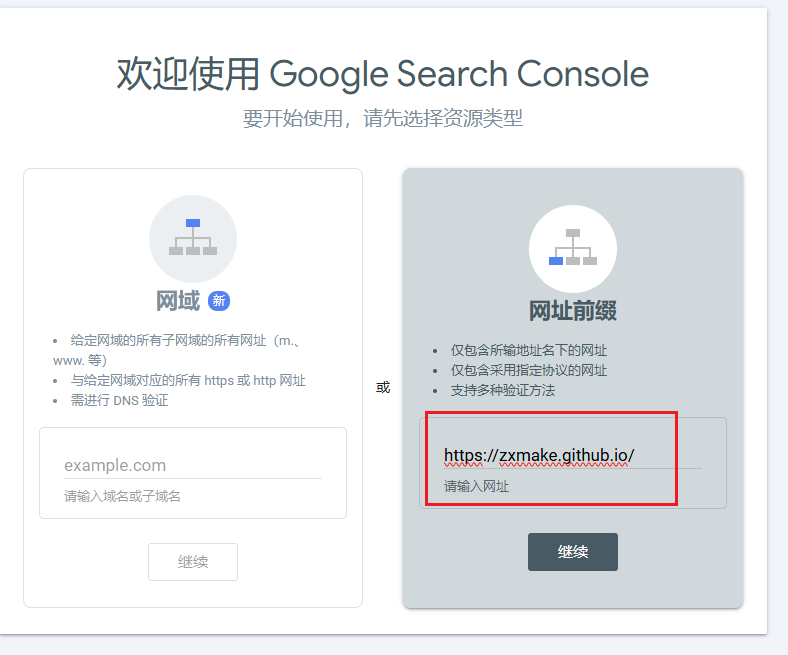 欢迎使用 Google Search Console
要开始使用，请先选择资源类型
网域 新
给定网域的所有子网域的所有网址（m.、
www. 等）
与给定网域对应的所有 https 或 http 网址
需进行 DNS 验证
example.com
请输入域名或子域名
继续
或
网址前缀
仅包含所输地址名下的网址
仅包含采用指定协议的网址
支持多种验证方法
https://zxmake.github.io/
请输入网址
继续